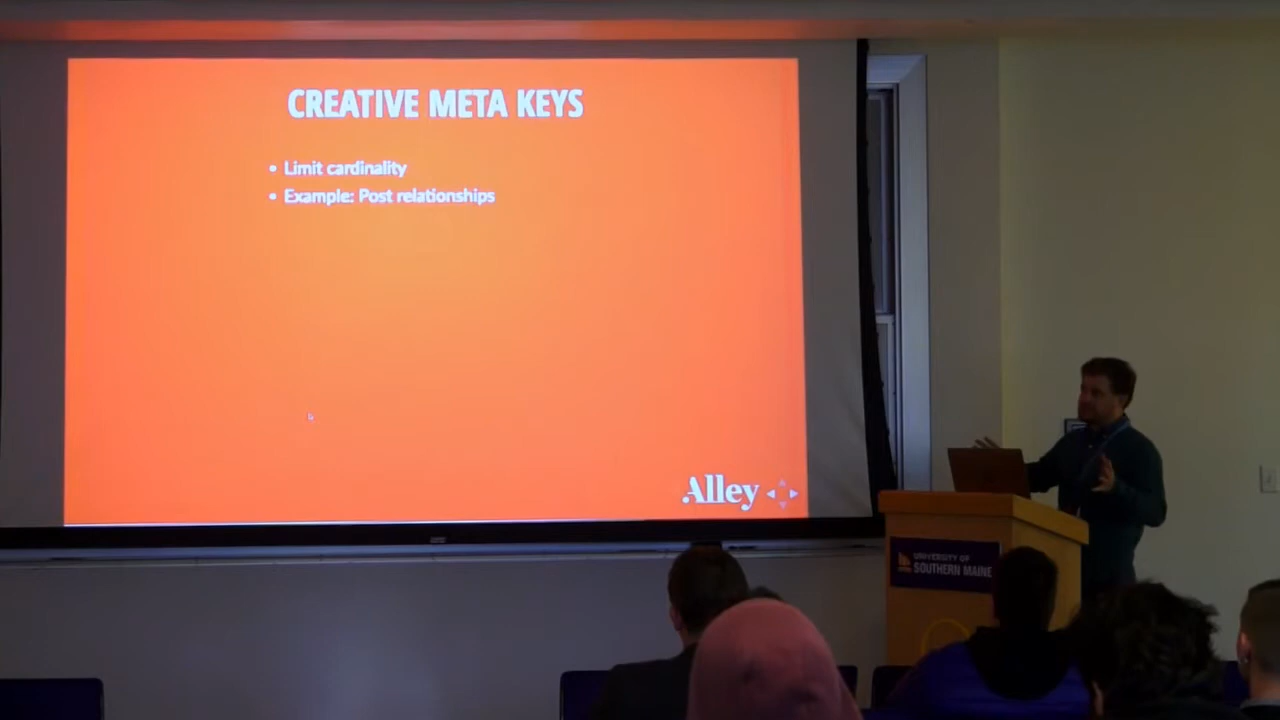 CREATIVE META KEYS
• Limit cardinality
• Example: Post relationships
Alley
UNIVERSITY OF
SOUTHERN MAINE